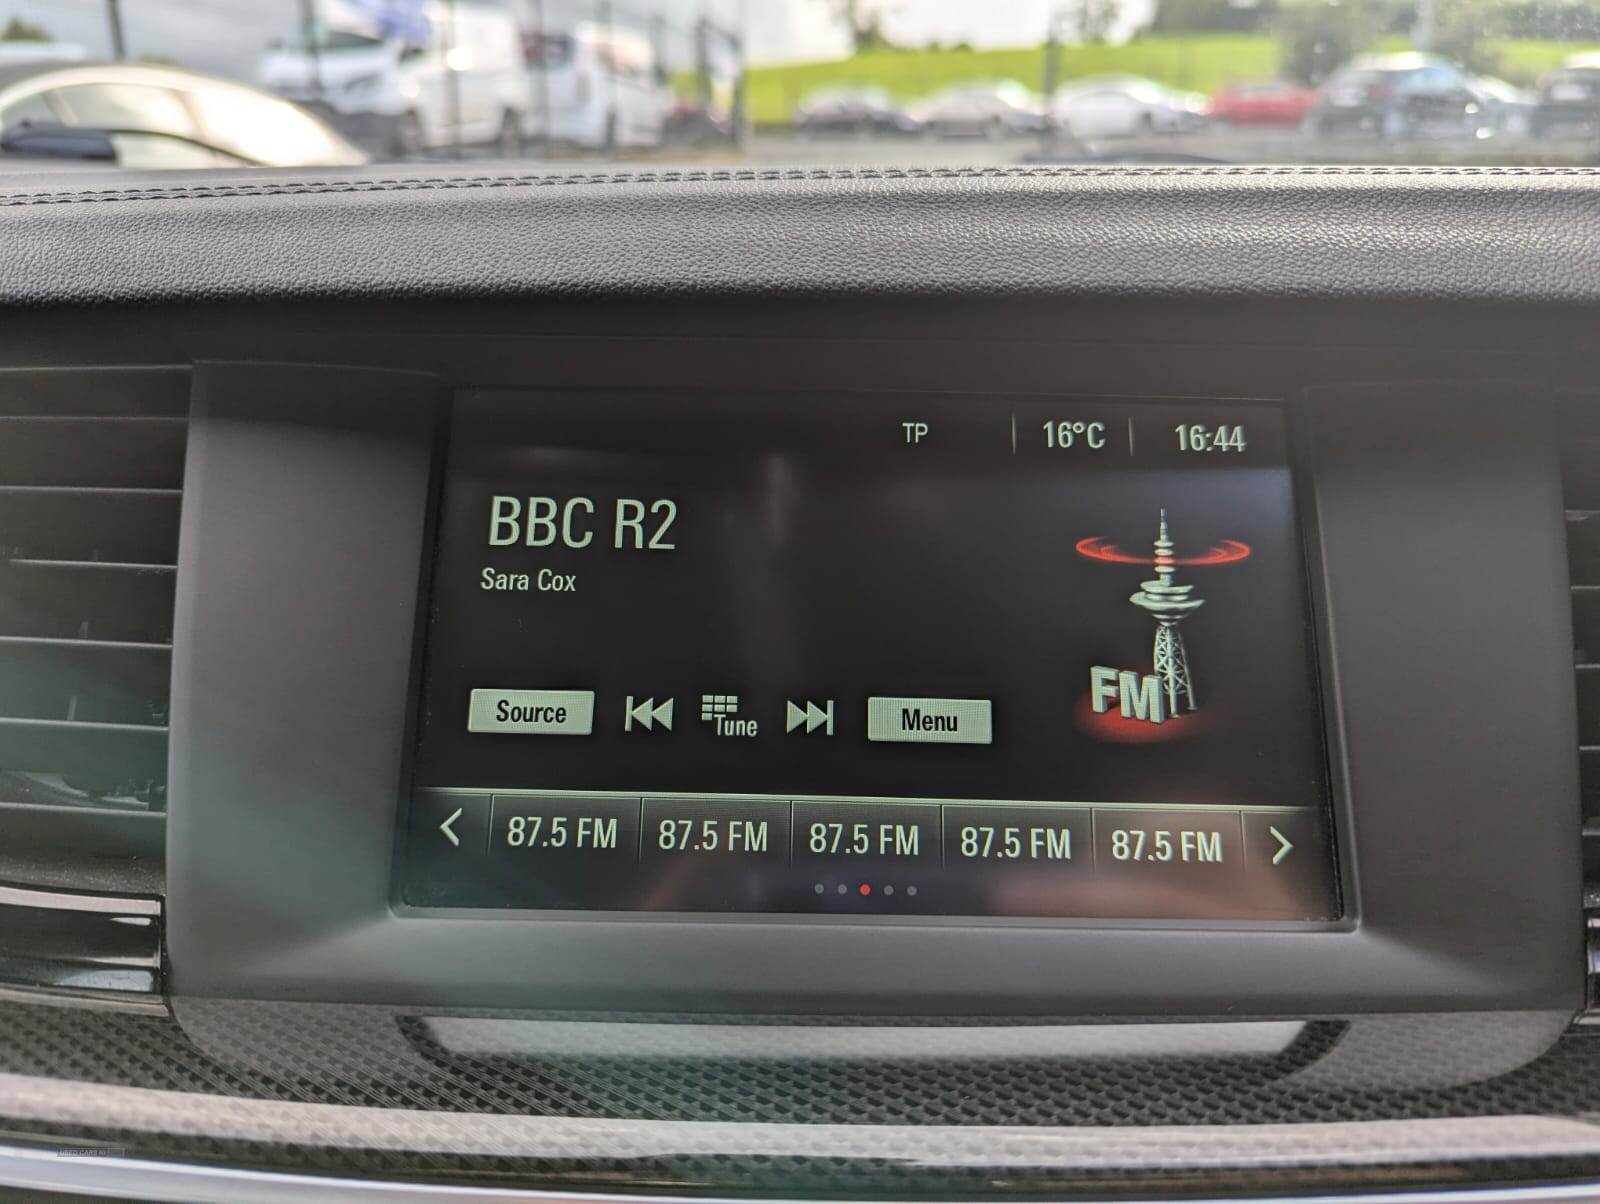 TP 16°C 16:44
BBC R2
Sara Cox
Source Tune Menu
FM
87.5 FM 87.5 FM 87.5 FM 87.5 FM 87.5 FM